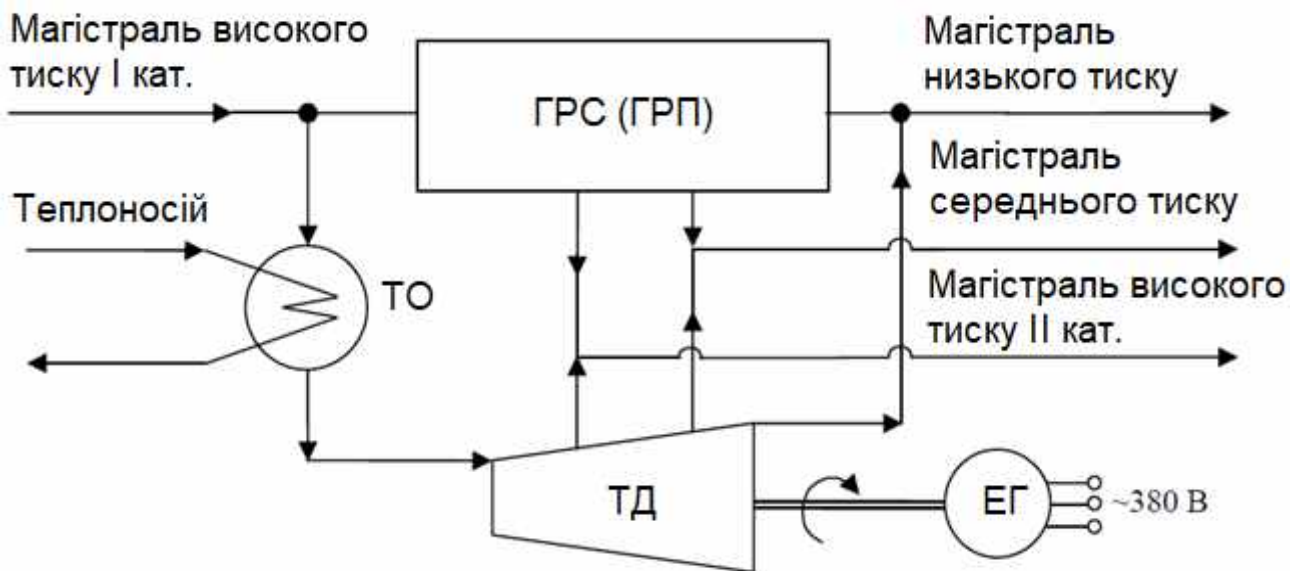 Магістраль високого
тиску І кат.
ГРС (ГРП)
Магістраль
низького тиску
Магістраль
середнього тиску
Теплоносій
ТО
Магістраль високого
тиску ІІ кат.
ТД
ЕГ
~380 В